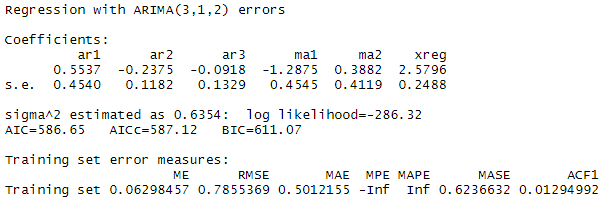 Regression with ARIMA(3,1,2) errors
Coefficients:
ar1 ar2 ar3 ma1 ma2 xreg
0.5537 -0.2375 -0.0918 -1.2875 0.3882 2.5796
s.e. 0.4540 0.1182 0.1329 0.4545 0.4119 0.2488
sigma^2 estimated as 0.6354: log likelihood=-286.32
AIC=586.65 AICc=587.12 BIC=611.07
Training set error measures:
ME RMSE MAE MPE MAPE MASE ACF1
Training set 0.06298457 0.7855369 0.5012155 -Inf Inf 0.6236632 0.01294992